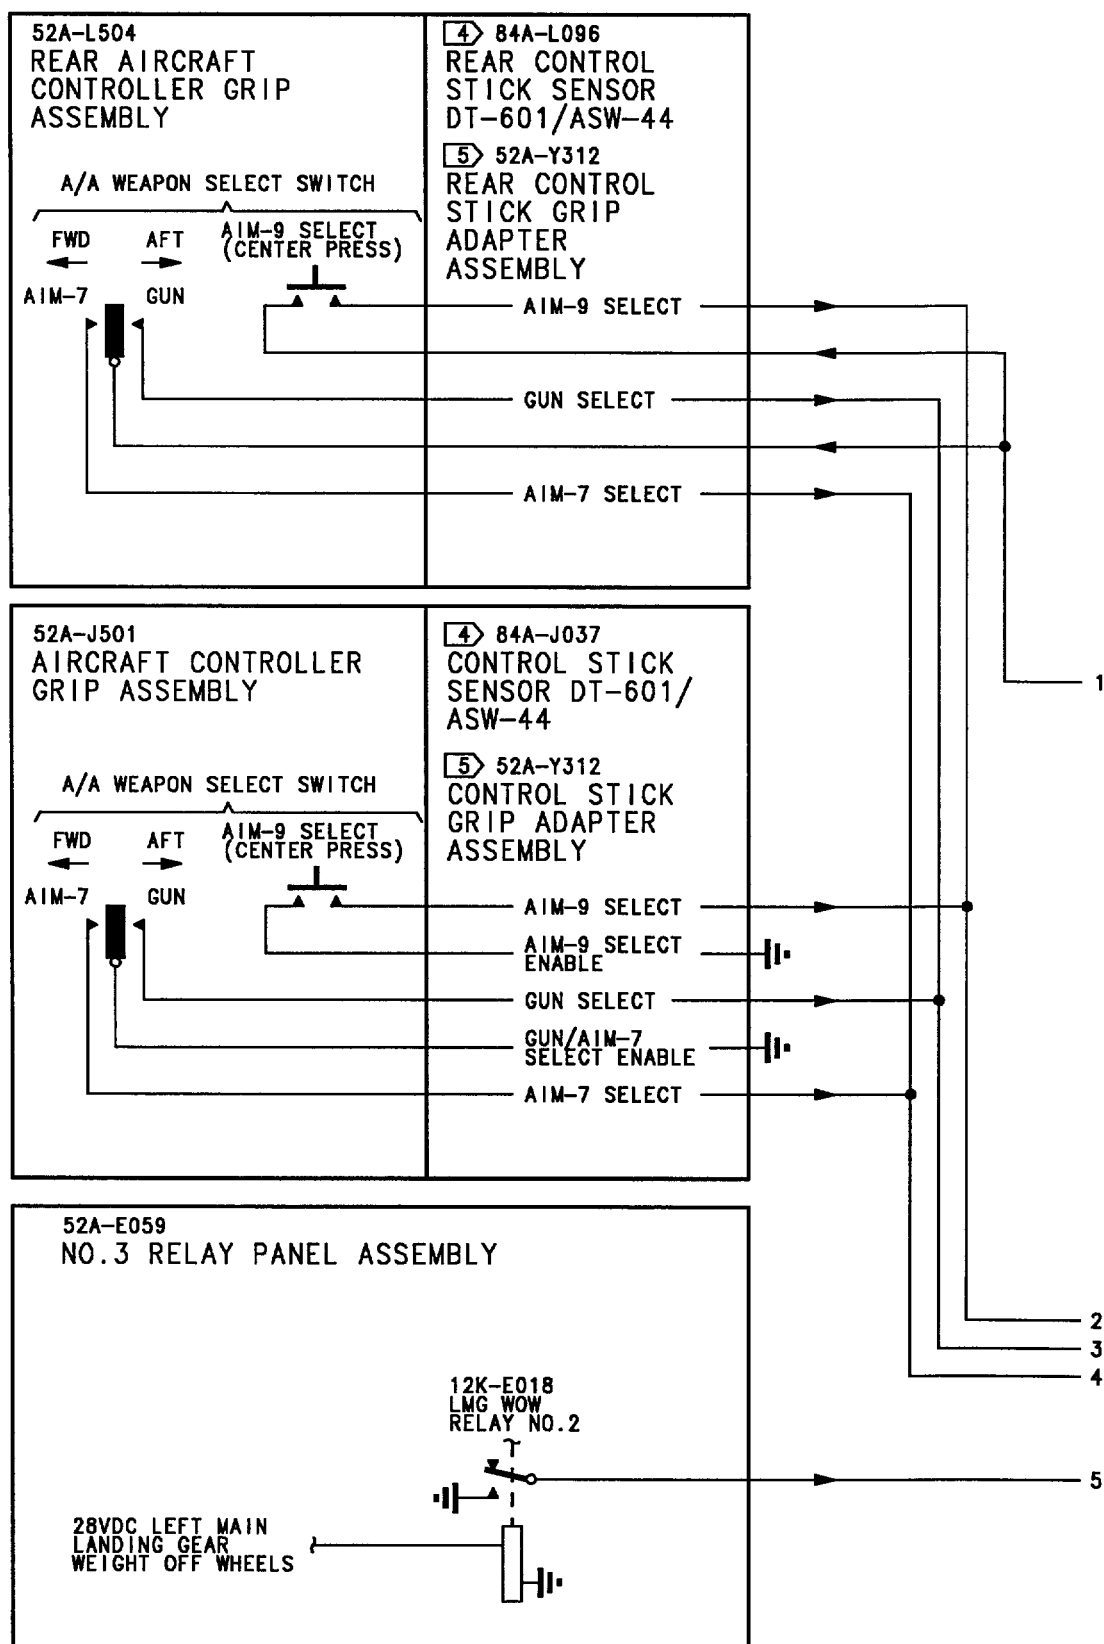 52A-L504
REAR AIRCRAFT
CONTROLLER GRIP
ASSEMBLY
4 84A-L096
REAR CONTROL
STICK SENSOR
DT-601/ASW-44
5 52A-Y312
REAR CONTROL
STICK GRIP
ADAPTER
ASSEMBLY
A/A WEAPON SELECT SWITCH
FWD
AFT
AIM-9 SELECT
(CENTER PRESS)
AIM-7
GUN
AIM-9 SELECT
GUN SELECT
AIM-7 SELECT
1
52A-J501
AIRCRAFT CONTROLLER
GRIP ASSEMBLY
4 84A-J037
CONTROL STICK
SENSOR DT-601/
ASW-44
5 52A-Y312
CONTROL STICK
GRIP ADAPTER
ASSEMBLY
A/A WEAPON SELECT SWITCH
FWD
AFT
AIM-9 SELECT
(CENTER PRESS)
AIM-7
GUN
AIM-9 SELECT
AIM-9 SELECT
ENABLE
GUN SELECT
GUN/AIM-7
SELECT ENABLE
AIM-7 SELECT
52A-E059
NO.3 RELAY PANEL ASSEMBLY
2
3
4
12K-E018
LMG WOW
RELAY NO.2
5
28VDC LEFT MAIN
LANDING GEAR
WEIGHT OFF WHEELS